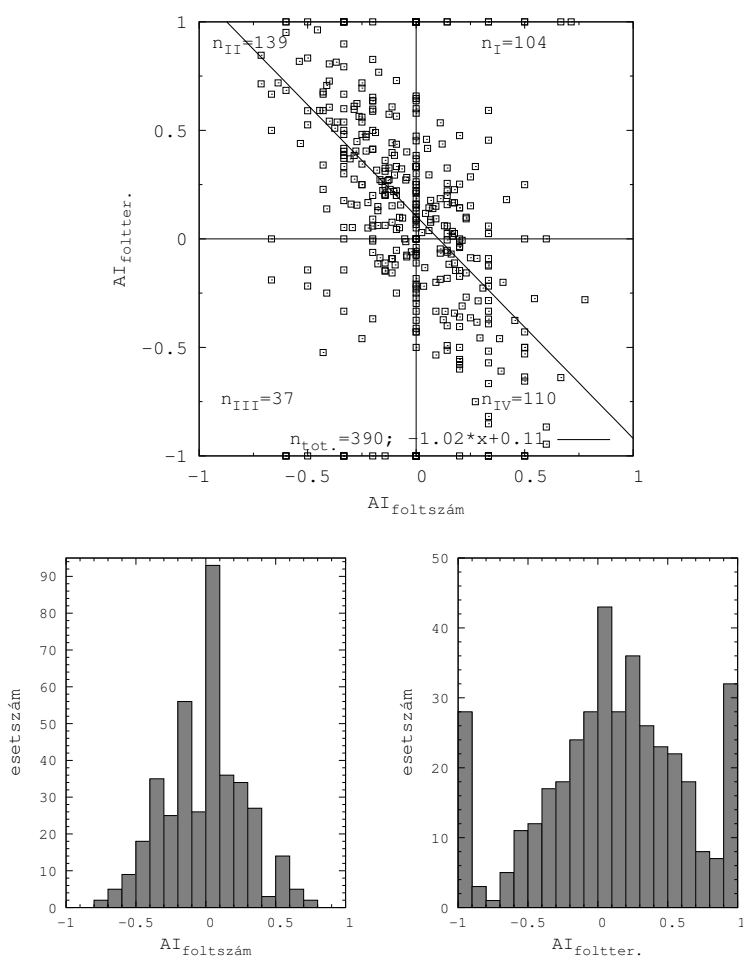 1
n_II=139 n_I=104
0.5
AI_foltter.
0
−0.5
n_III=37 n_IV=110
n_tot.=390; −1.02*x+0.11
−1
−1 −0.5 0 0.5 1
AI_foltszám
90
80
70
60
50
40
30
20
10
0
esetszám
−1 −0.5 0 0.5 1
AI_foltszám
50
40
30
20
10
0
esetszám
−1 −0.5 0 0.5 1
AI_foltter.